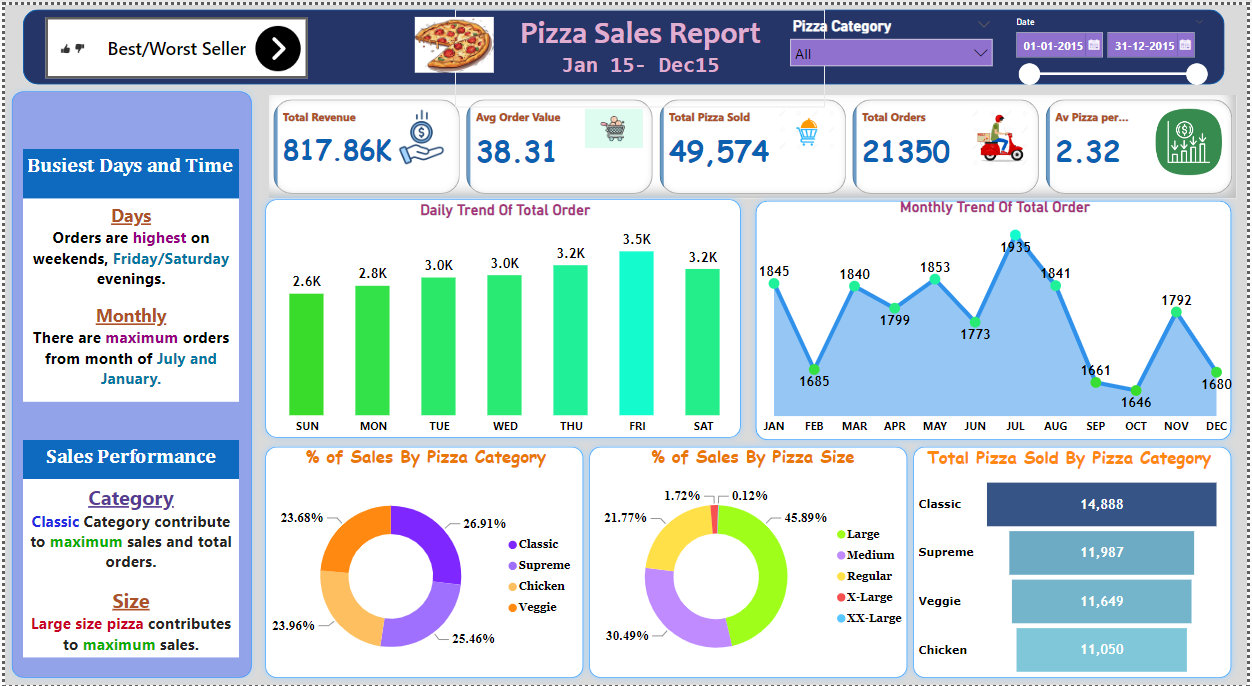 Best/Worst Seller
Pizza Sales Report
Jan 15- Dec15
Pizza Category
All
Date
01-01-2015
31-12-2015
Busiest Days and Time
Days
Orders are highest on
weekends, Friday/Saturday
evenings.
Monthly
There are maximum orders
from month of July and
January.
Sales Performance
Category
Classic Category contribute
to maximum sales and total
orders.
Size
Large size pizza contributes
to maximum sales.
Total Revenue
817.86K
Avg Order Value
38.31
Total Pizza Sold
49,574
Total Orders
21350
Av Pizza per...
2.32
Daily Trend Of Total Order
2.6K
2.8K
3.0K
3.0K
3.2K
3.5K
3.2K
SUN MON TUE WED THU FRI SAT
Monthly Trend Of Total Order
1845
1685
1840
1799
1853
1773
1935
1841
1661
1646
1792
1680
JAN FEB MAR APR MAY JUN JUL AUG SEP OCT NOV DEC
% of Sales By Pizza Category
23.68%
26.91%
23.96%
25.46%
Classic
Supreme
Chicken
Veggie
% of Sales By Pizza Size
1.72%
0.12%
21.77%
45.89%
30.49%
Large
Medium
Regular
X-Large
XX-Large
Total Pizza Sold By Pizza Category
Classic 14,888
Supreme 11,987
Veggie 11,649
Chicken 11,050